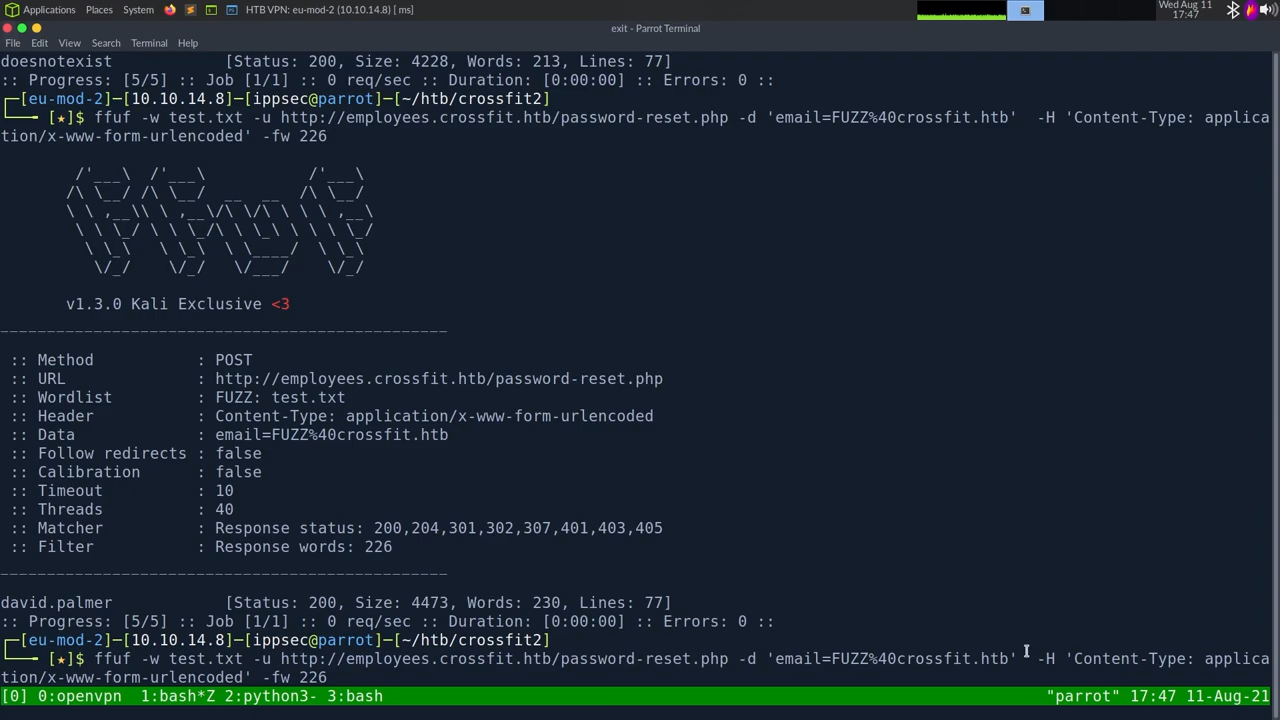 Applications Places System HTB VPN: eu-mod-2 (10.10.14.8) [ ms] Wed Aug 11
17:47
exit - Parrot Terminal
File Edit View Search Terminal Help
doesnotexist [Status: 200, Size: 4228, Words: 213, Lines: 77]
:: Progress: [5/5] :: Job [1/1] :: 0 req/sec :: Duration: [0:00:00] :: Errors: 0 ::
┌─[eu-mod-2]─[10.10.14.8]─[ippsec@parrot]─[~/htb/crossfit2]
└──╼ [★]$ ffuf -w test.txt -u http://employees.crossfit.htb/password-reset.php -d 'email=FUZZ%40crossfit.htb'  -H 'Content-Type: applica
tion/x-www-form-urlencoded' -fw 226
v1.3.0 Kali Exclusive <3
________________________________________________
:: Method : POST
:: URL : http://employees.crossfit.htb/password-reset.php
:: Wordlist : FUZZ: test.txt
:: Header : Content-Type: application/x-www-form-urlencoded
:: Data : email=FUZZ%40crossfit.htb
:: Follow redirects : false
:: Calibration : false
:: Timeout : 10
:: Threads : 40
:: Matcher : Response status: 200,204,301,302,307,401,403,405
:: Filter : Response words: 226
________________________________________________
david.palmer [Status: 200, Size: 4473, Words: 230, Lines: 77]
:: Progress: [5/5] :: Job [1/1] :: 0 req/sec :: Duration: [0:00:00] :: Errors: 0 ::
┌─[eu-mod-2]─[10.10.14.8]─[ippsec@parrot]─[~/htb/crossfit2]
└──╼ [★]$ ffuf -w test.txt -u http://employees.crossfit.htb/password-reset.php -d 'email=FUZZ%40crossfit.htb'  -H 'Content-Type: applica
tion/x-www-form-urlencoded' -fw 226
[0] 0:openvpn  1:bash*Z 2:python3- 3:bash "parrot" 17:47 11-Aug-21